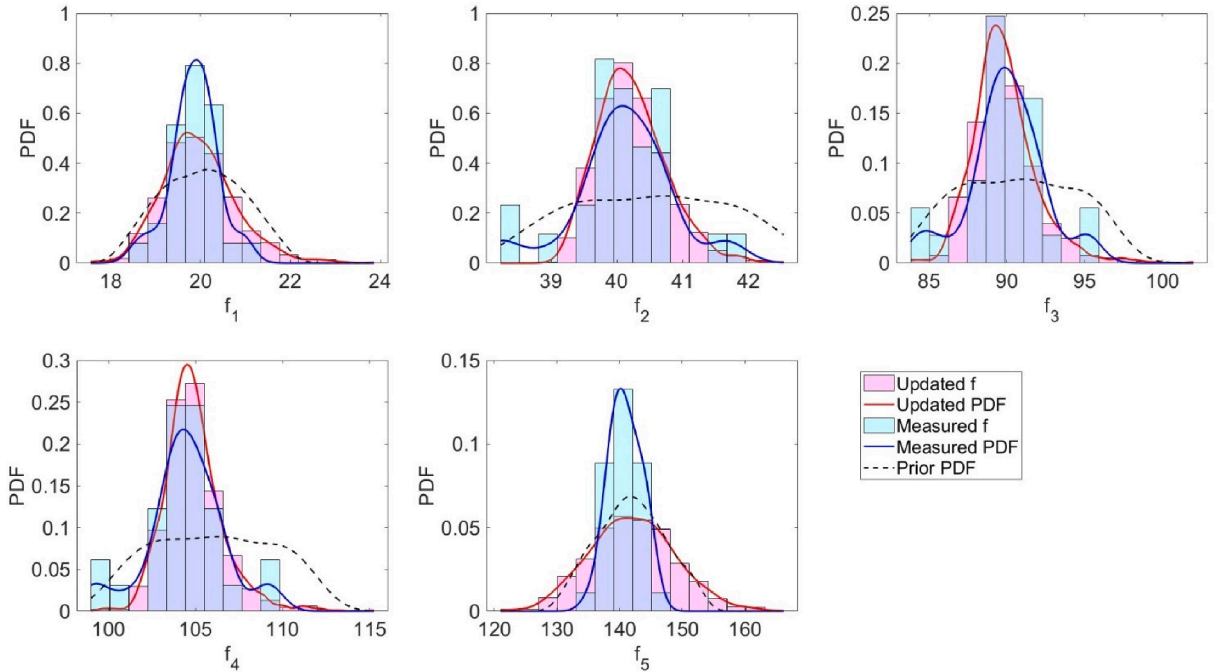 1
0.8
0.6
0.4
0.2
0
PDF
18 20 22 24
f1
1
0.8
0.6
0.4
0.2
0
PDF
39 40 41 42
f2
0.25
0.2
0.15
0.1
0.05
0
PDF
85 90 95 100
f3
0.3
0.25
0.2
0.15
0.1
0.05
0
PDF
100 105 110 115
f4
0.15
0.1
0.05
0
PDF
120 130 140 150 160
f5
Updated f
Updated PDF
Measured f
Measured PDF
Prior PDF